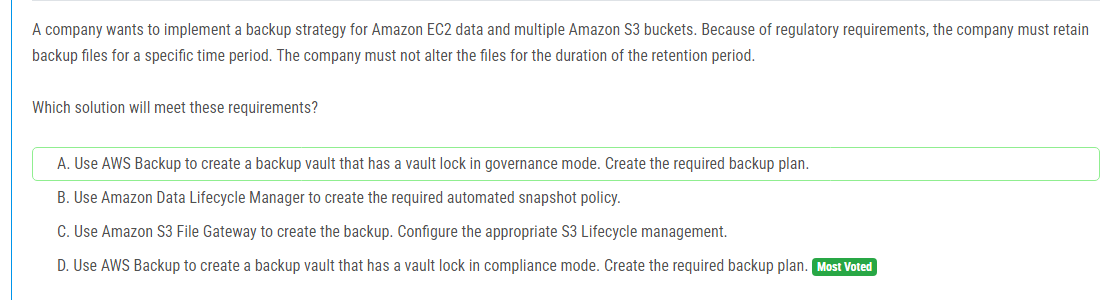 A company wants to implement a backup strategy for Amazon EC2 data and multiple Amazon S3 buckets. Because of regulatory requirements, the company must retain
backup files for a specific time period. The company must not alter the files for the duration of the retention period.
Which solution will meet these requirements?
A. Use AWS Backup to create a backup vault that has a vault lock in governance mode. Create the required backup plan.
B. Use Amazon Data Lifecycle Manager to create the required automated snapshot policy.
C. Use Amazon S3 File Gateway to create the backup. Configure the appropriate S3 Lifecycle management.
D. Use AWS Backup to create a backup vault that has a vault lock in compliance mode. Create the required backup plan. Most Voted